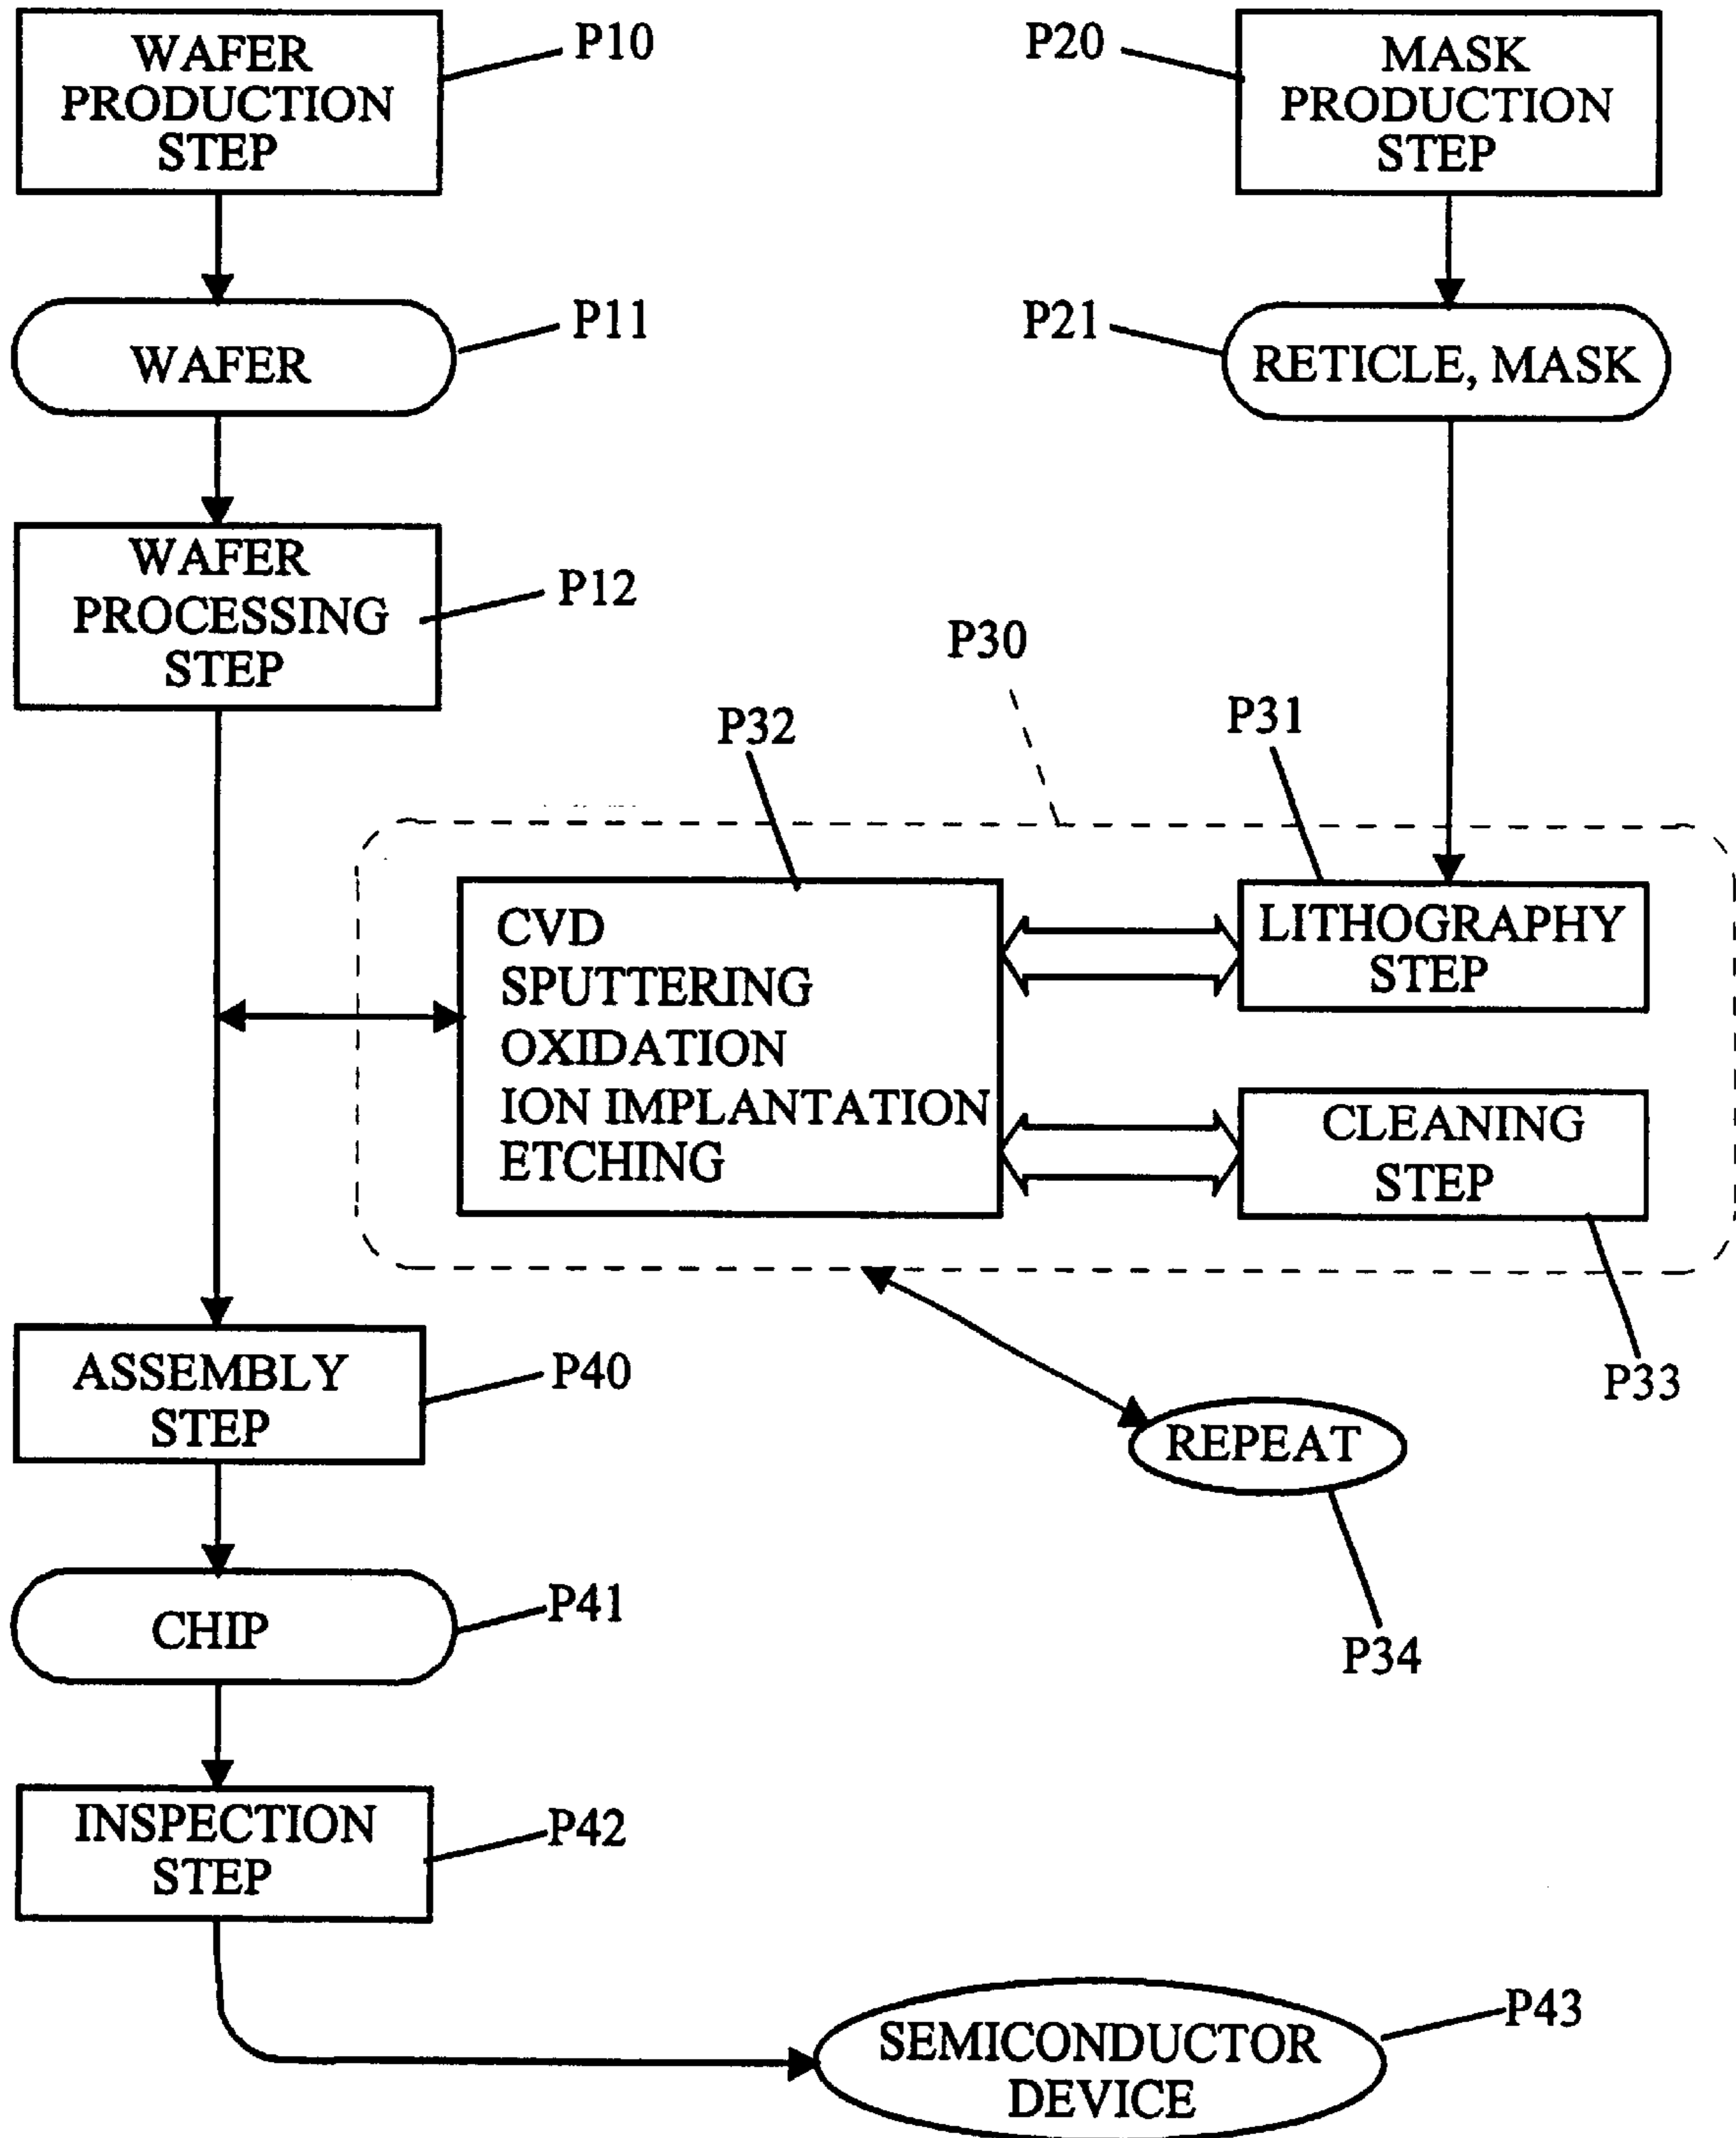 WAFER
PRODUCTION
STEP
P10
P20
MASK
PRODUCTION
STEP
WAFER
P11
P21
RETICLE, MASK
WAFER
PROCESSING
STEP
P12
P30
P32
P31
CVD
SPUTTERING
OXIDATION
ION IMPLANTATION
ETCHING
LITHOGRAPHY
STEP
CLEANING
STEP
P33
ASSEMBLY
STEP
P40
REPEAT
P34
CHIP
P41
INSPECTION
STEP
P42
SEMICONDUCTOR
DEVICE
P43